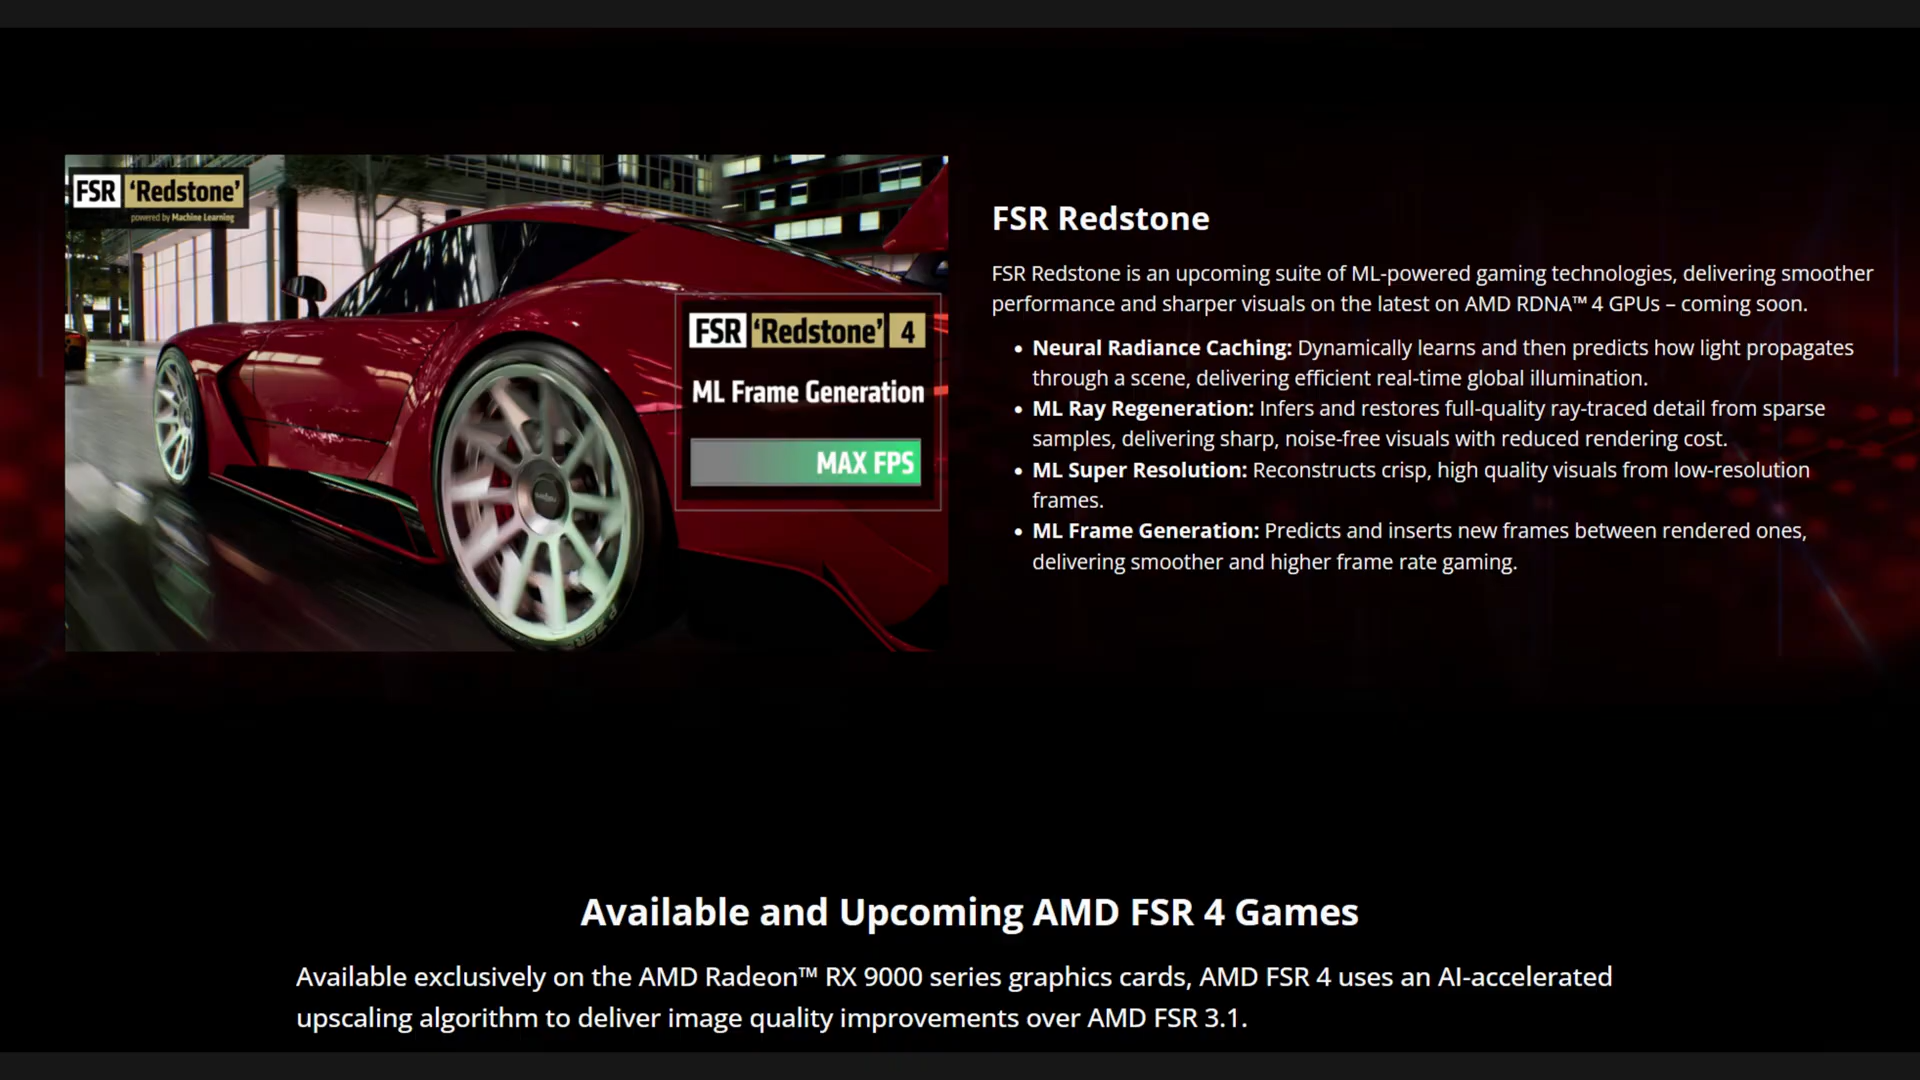 FSR 'Redstone'
powered by Machine Learning
FSR 'Redstone' 4
ML Frame Generation
MAX FPS
FSR Redstone
FSR Redstone is an upcoming suite of ML-powered gaming technologies, delivering smoother
performance and sharper visuals on the latest on AMD RDNA™ 4 GPUs – coming soon.
• Neural Radiance Caching: Dynamically learns and then predicts how light propagates
through a scene, delivering efficient real-time global illumination.
• ML Ray Regeneration: Infers and restores full-quality ray-traced detail from sparse
samples, delivering sharp, noise-free visuals with reduced rendering cost.
• ML Super Resolution: Reconstructs crisp, high quality visuals from low-resolution
frames.
• ML Frame Generation: Predicts and inserts new frames between rendered ones,
delivering smoother and higher frame rate gaming.
Available and Upcoming AMD FSR 4 Games
Available exclusively on the AMD Radeon™ RX 9000 series graphics cards, AMD FSR 4 uses an AI-accelerated
upscaling algorithm to deliver image quality improvements over AMD FSR 3.1.